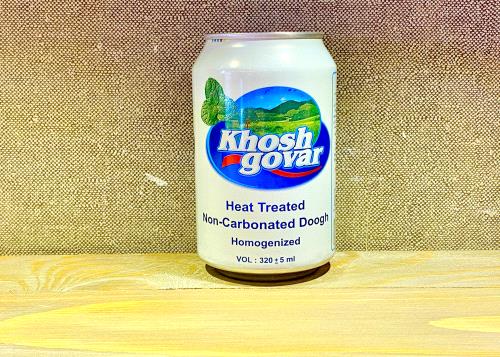 Khosh
govar
Heat Treated
Non-Carbonated Doogh
Homogenized
VOL : 320 ± 5 ml